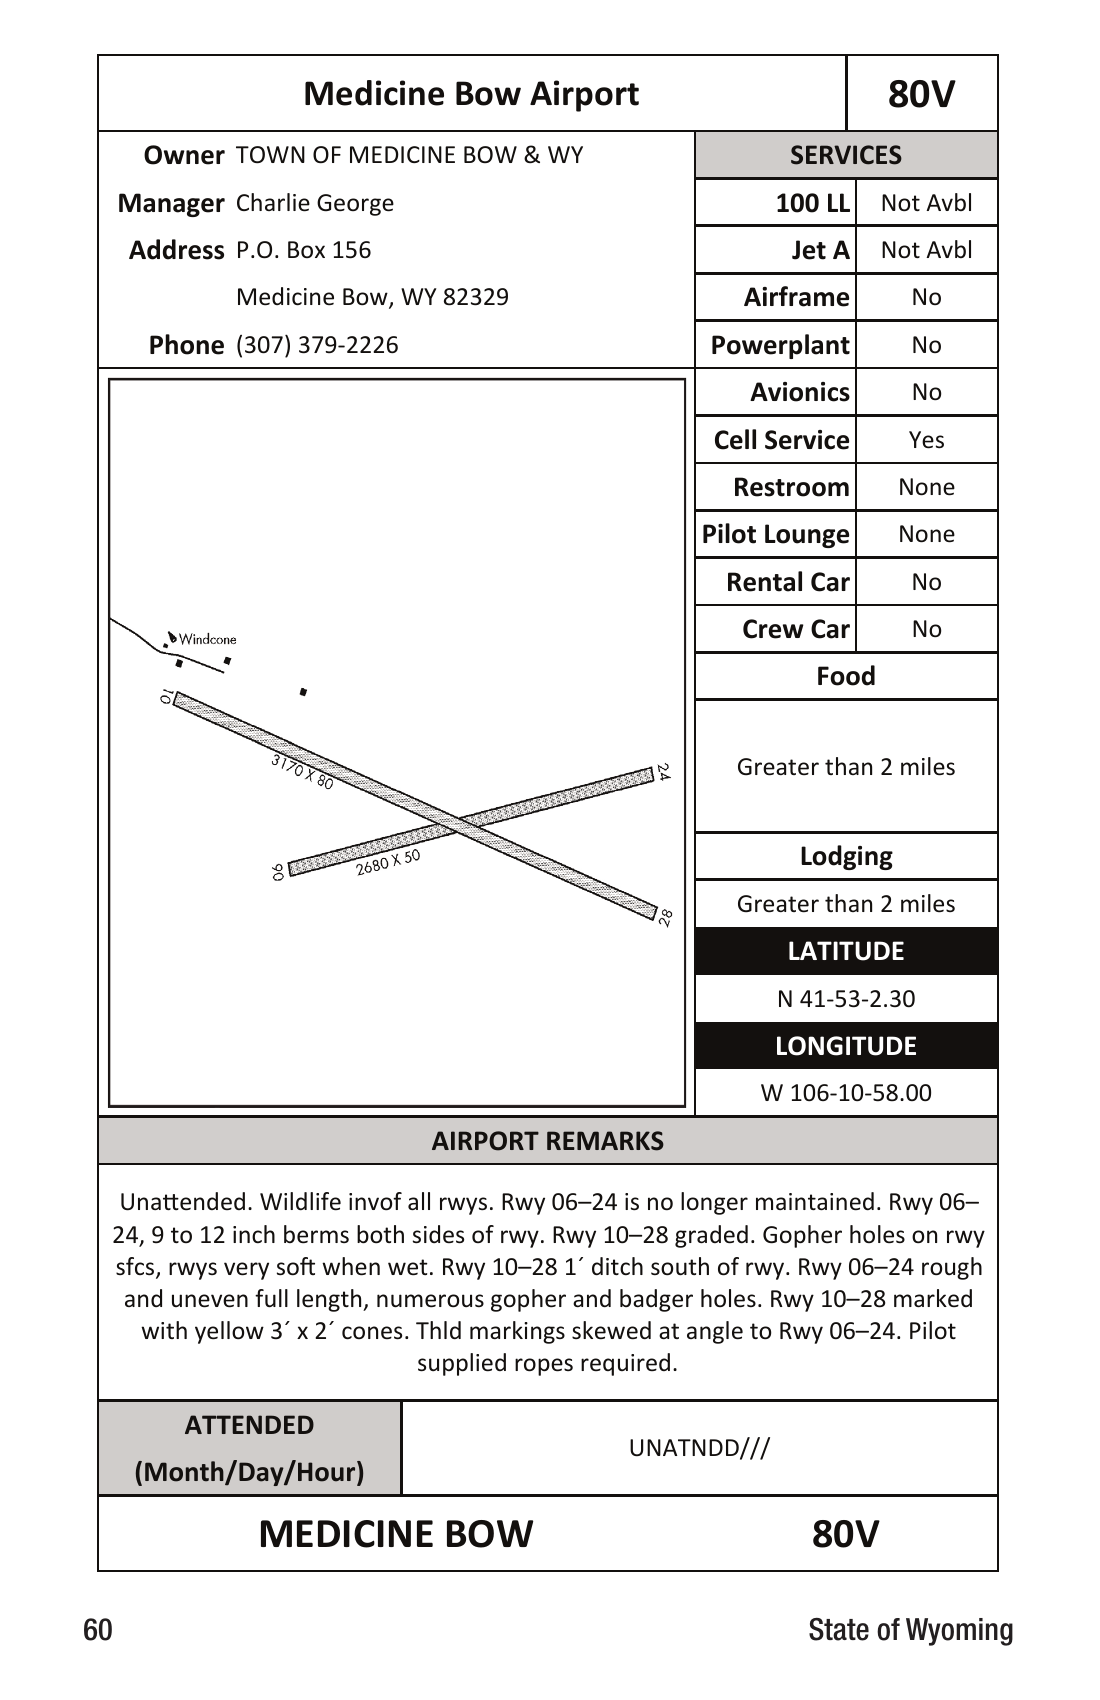 Medicine Bow Airport 80V
Owner TOWN OF MEDICINE BOW & WY
Manager Charlie George
Address P.O. Box 156
Medicine Bow, WY 82329
Phone (307) 379-2226
SERVICES
100 LL Not Avbl
Jet A Not Avbl
Airframe No
Powerplant No
Avionics No
Cell Service Yes
Restroom None
Pilot Lounge None
Rental Car No
Crew Car No
Food
Greater than 2 miles
Lodging
Greater than 2 miles
LATITUDE
N 41-53-2.30
LONGITUDE
W 106-10-58.00
Windcone
10
3170 X 80
24
2680 X 50
06
28
AIRPORT REMARKS
Unattended. Wildlife invof all rwys. Rwy 06–24 is no longer maintained. Rwy 06–
24, 9 to 12 inch berms both sides of rwy. Rwy 10–28 graded. Gopher holes on rwy
sfcs, rwys very soft when wet. Rwy 10–28 1´ ditch south of rwy. Rwy 06–24 rough
and uneven full length, numerous gopher and badger holes. Rwy 10–28 marked
with yellow 3´ x 2´ cones. Thld markings skewed at angle to Rwy 06–24. Pilot
supplied ropes required.
ATTENDED
(Month/Day/Hour)
UNATNDD///
MEDICINE BOW 80V
60 State of Wyoming